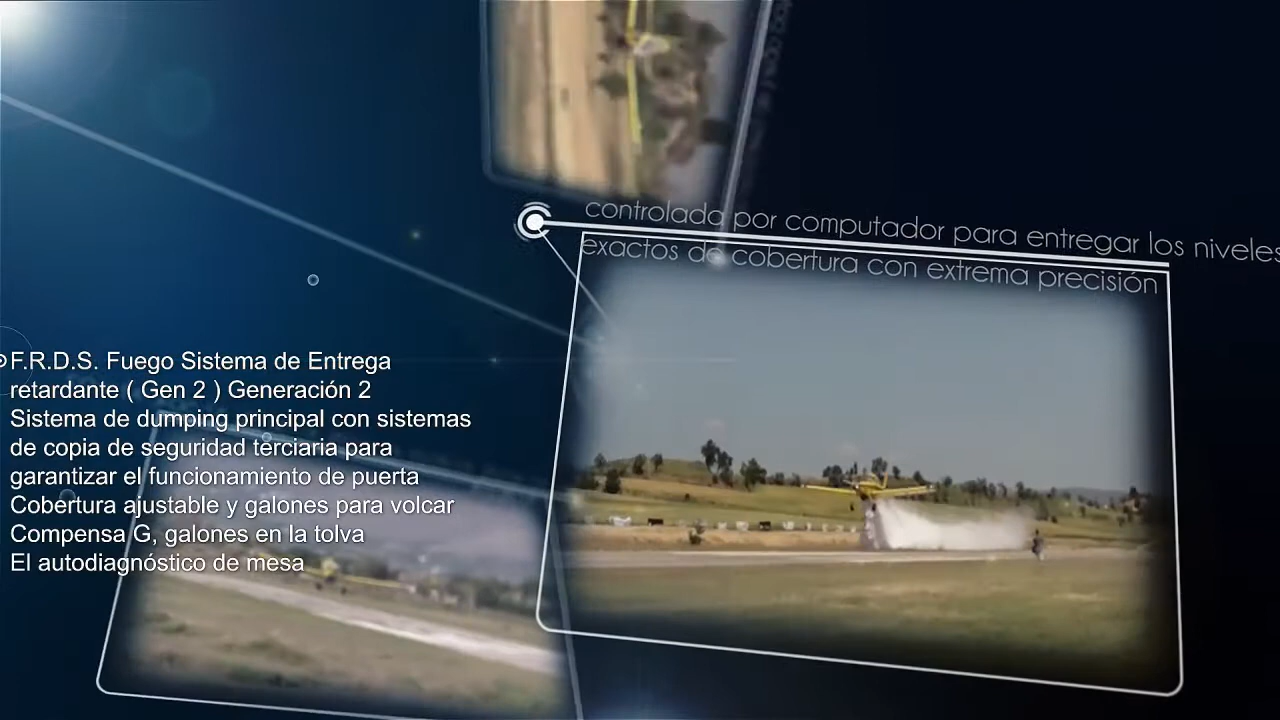 controlada por computador para entregar los niveles
exactos de cobertura con extrema precisión
F.R.D.S. Fuego Sistema de Entrega
retardante ( Gen 2 ) Generación 2
Sistema de dumping principal con sistemas
de copia de seguridad terciaria para
garantizar el funcionamiento de puerta
Cobertura ajustable y galones para volcar
Compensa G, galones en la tolva
El autodiagnóstico de mesa